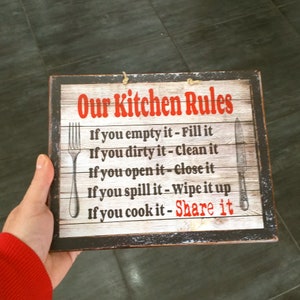 Our Kitchen Rules
If you empty it - Fill it
If you dirty it - Clean it
If you open it - Close it
If you spill it - Wipe it up
If you cook it - Share it